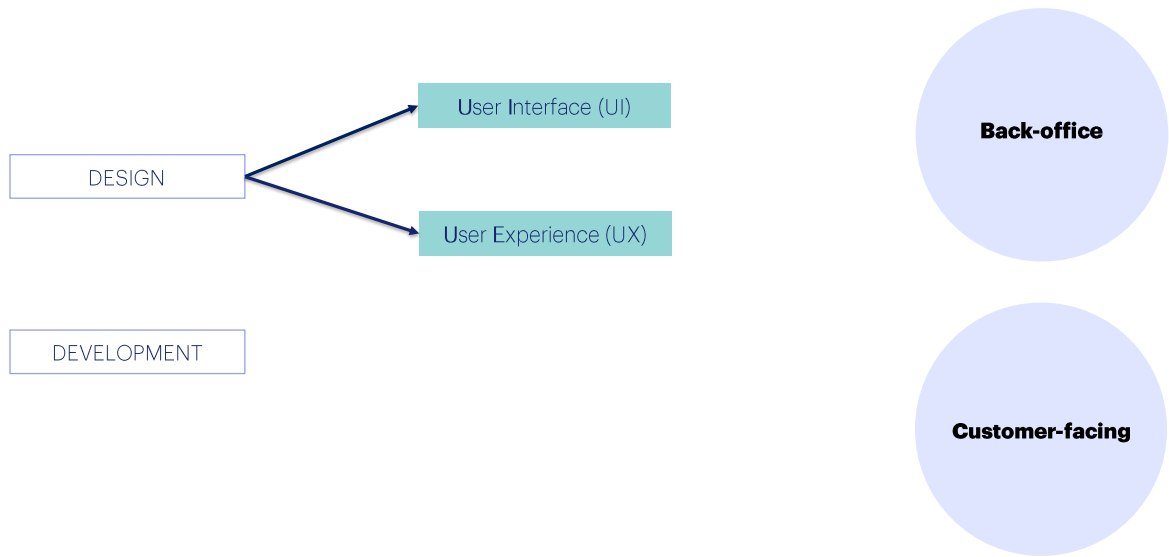 User Interface (UI)
Back-office
DESIGN
User Experience (UX)
DEVELOPMENT
Customer-facing